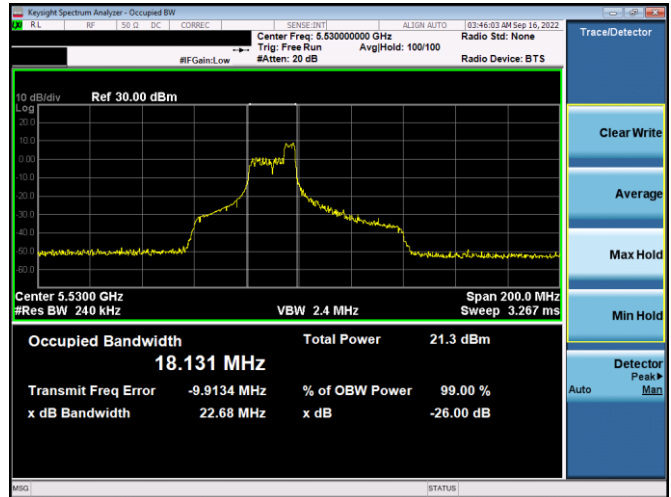 Keysight Spectrum Analyzer - Occupied BW
RL RF 50 Ω DC CORREC SENSE:INT ALIGN AUTO 03:46:03 AM Sep 16, 2022
Center Freq: 5.530000000 GHz Radio Std: None
Trig: Free Run Avg|Hold: 100/100
#IFGain:Low #Atten: 20 dB Radio Device: BTS
10 dB/div Ref 30.00 dBm
Log
20.0
10.0
0.00
-10.0
-20.0
-30.0
-40.0
-50.0
-60.0
Center 5.5300 GHz Span 200.0 MHz
#Res BW 240 kHz VBW 2.4 MHz Sweep 3.267 ms
Occupied Bandwidth Total Power 21.3 dBm
18.131 MHz
Transmit Freq Error -9.9134 MHz % of OBW Power 99.00 %
x dB Bandwidth 22.68 MHz x dB -26.00 dB
MSG STATUS
Trace/Detector
Clear Write
Average
Max Hold
Min Hold
Detector
Peak▶
Auto Man